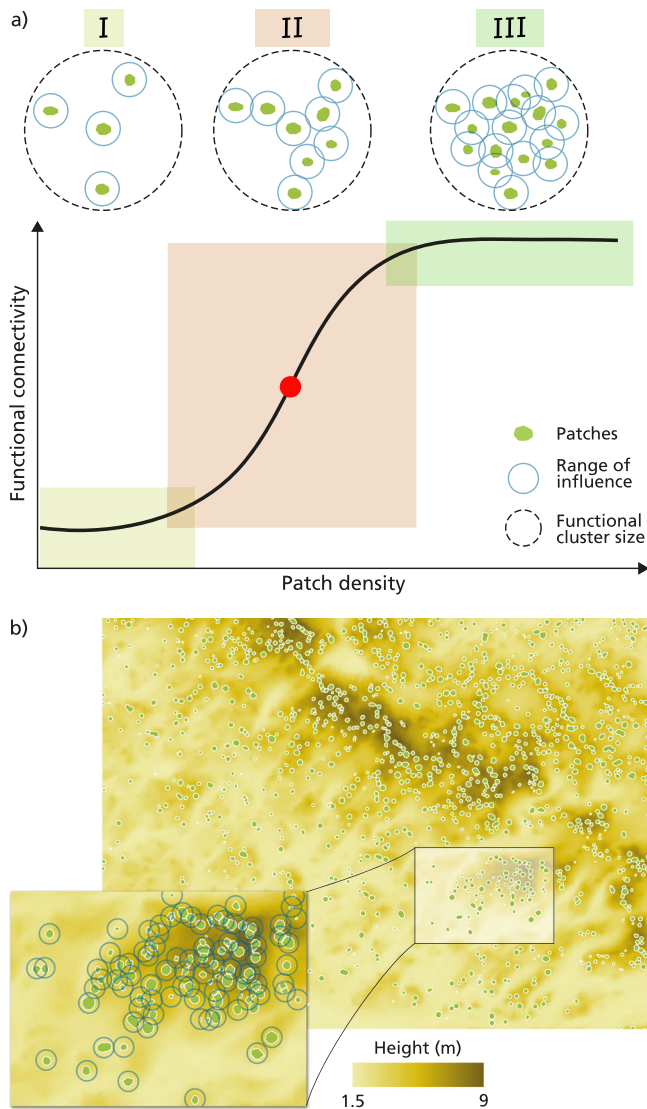 a)
I
II
III
Functional connectivity
Patches
Range of
influence
Functional
cluster size
Patch density
b)
Height (m)
1.5
9